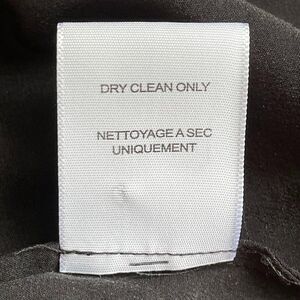 DRY CLEAN ONLY
NETTOYAGE A SEC
UNIQUEMENT